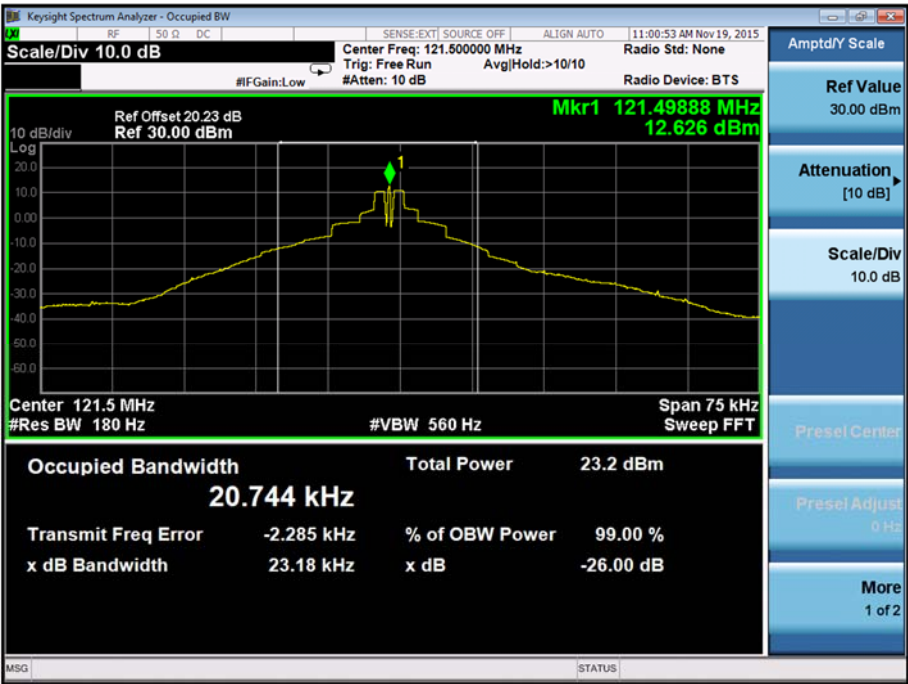 Keysight Spectrum Analyzer - Occupied BW
LXI RF 50 Ω DC SENSE:EXT SOURCE OFF ALIGN AUTO 11:00:53 AM Nov 19, 2015
Scale/Div 10.0 dB
Center Freq: 121.500000 MHz Radio Std: None
Trig: Free Run Avg|Hold:>10/10
#IFGain:Low #Atten: 10 dB Radio Device: BTS
Mkr1 121.49888 MHz
12.626 dBm
Ref Offset 20.23 dB
10 dB/div Ref 30.00 dBm
Log
20.0
1
10.0
0.00
-10.0
-20.0
-30.0
-40.0
-50.0
-60.0
Center 121.5 MHz Span 75 kHz
#Res BW 180 Hz #VBW 560 Hz Sweep FFT
Occupied Bandwidth Total Power 23.2 dBm
20.744 kHz
Transmit Freq Error -2.285 kHz % of OBW Power 99.00 %
x dB Bandwidth 23.18 kHz x dB -26.00 dB
MSG STATUS
Amptd/Y Scale
Ref Value
30.00 dBm
Attenuation
[10 dB]
Scale/Div
10.0 dB
Presel Center
Presel Adjust
0 Hz
More
1 of 2